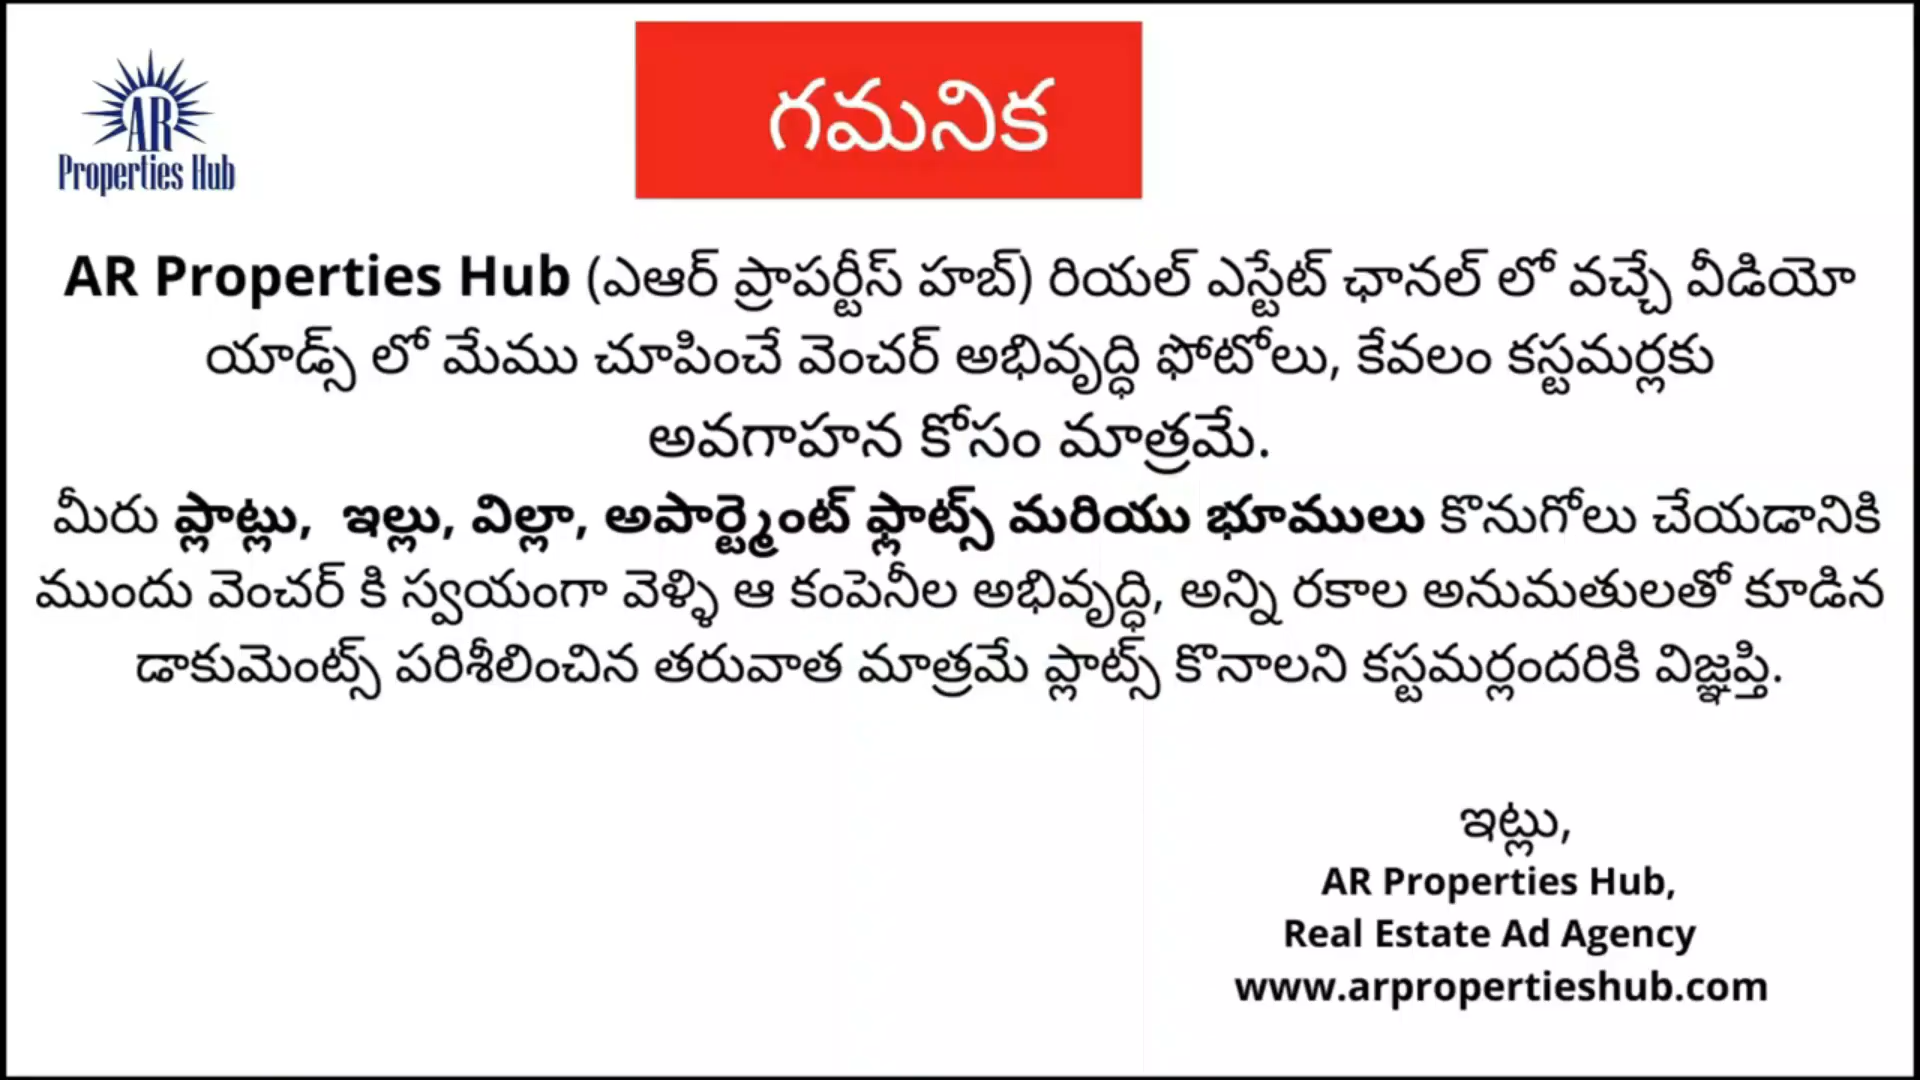 AR
Properties Hub
గమనిక
AR Properties Hub (ఎఆర్ ప్రాపర్టీస్ హబ్) రియల్ ఎస్టేట్ ఛానల్ లో వచ్చే వీడియో
యాడ్స్ లో మేము చూపించే వెంచర్ అభివృద్ధి ఫోటోలు, కేవలం కస్టమర్లకు
అవగాహన కోసం మాత్రమే.
మీరు ప్లాట్లు, ఇల్లు, విల్లా, అపార్ట్మెంట్ ఫ్లాట్స్ మరియు భూములు కొనుగోలు చేయడానికి
ముందు వెంచర్ కి స్వయంగా వెళ్ళి ఆ కంపెనీల అభివృద్ధి, అన్ని రకాల అనుమతులతో కూడిన
డాకుమెంట్స్ పరిశీలించిన తరువాత మాత్రమే ప్లాట్స్ కొనాలని కస్టమర్లందరికి విజ్ఞప్తి.
ఇట్లు,
AR Properties Hub,
Real Estate Ad Agency
www.arpropertieshub.com